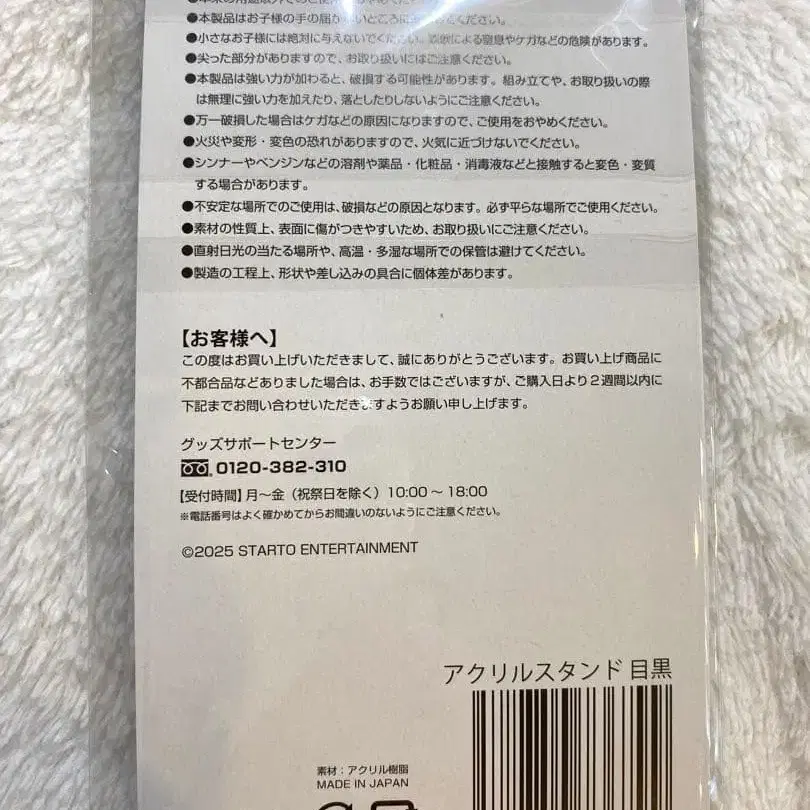 ●本製品はお子様の手の届かないところに
●小さなお子様には絶対に与えないでください。誤飲による窒息やケガなどの危険があります。
●尖った部分がありますので、お取り扱いにはご注意ください。
●本製品は強い力が加わると、破損する可能性があります。組み立てや、お取り扱いの際
は無理に強い力を加えたり、落としたりしないようにご注意ください。
●万一破損した場合はケガなどの原因になりますので、ご使用をおやめください。
●火災や変形・変色の恐れがありますので、火気に近づけないでください。
●シンナーやベンジンなどの溶剤や薬品・化粧品・消毒液などと接触すると変色・変質
する場合があります。
●不安定な場所でのご使用は、破損などの原因となります。必ず平らな場所でご使用ください。
●素材の性質上、表面に傷がつきやすいため、お取り扱いにご注意ください。
●直射日光の当たる場所や、高温・多湿な場所での保管は避けてください。
●製造の工程上、形状や差し込みの具合に個体差があります。
【お客様へ】
この度はお買い上げいただきまして、誠にありがとうございます。お買い上げ商品に
不都合品などありました場合は、お手数ではございますが、ご購入日より2週間以内に
下記までお問い合わせいただきますようお願い申し上げます。
グッズサポートセンター
0120-382-310
【受付時間】月〜金（祝祭日を除く）10:00〜18:00
※電話番号はよく確かめてからお間違いのないようにご注意ください。
©2025 STARTO ENTERTAINMENT
アクリルスタンド 目黒
素材：アクリル樹脂
MADE IN JAPAN